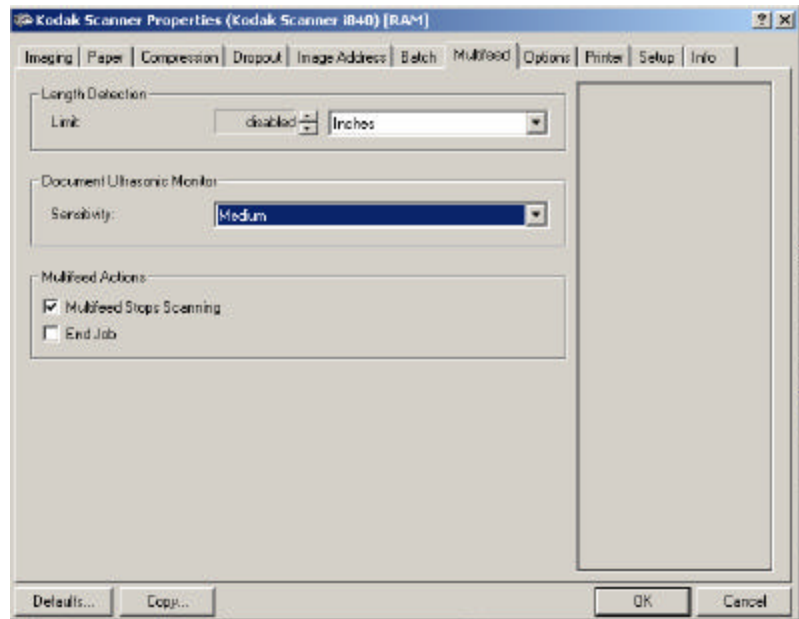 Kodak Scanner Properties (Kodak Scanner i840) [RAM]
Imaging Paper Compression Dropout Image Address Batch Multifeed Options Printer Setup Info
Length Detection
Limit: disabled Inches
Document Ultrasonic Monitor
Sensitivity: Medium
Multifeed Actions
Multifeed Stops Scanning
End Job
Defaults... Copy... OK Cancel